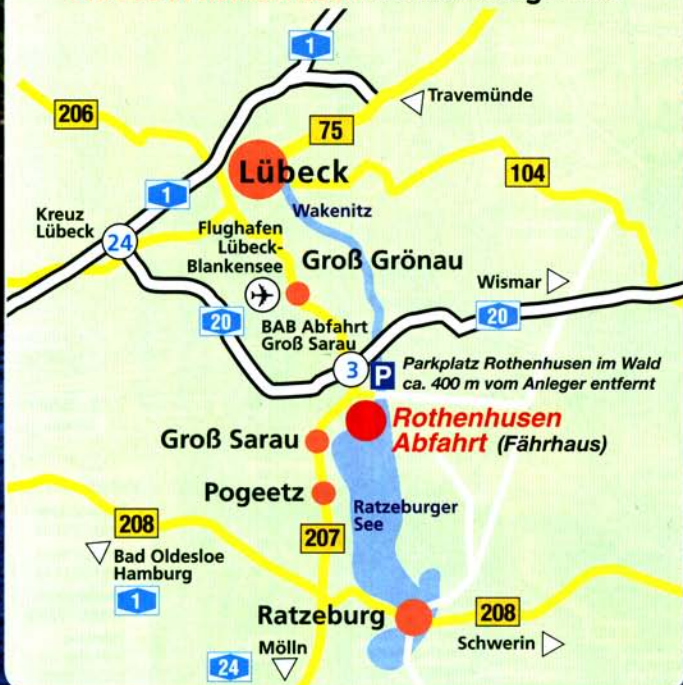 1
Travemünde
206
75
Lübeck
104
1
Wakenitz
Kreuz
Lübeck
24
Flughafen
Lübeck-
Blankensee
Groß Grönau
Wismar
20
20
BAB Abfahrt
Groß Sarau
3
P
Parkplatz Rothenhusen im Wald
ca. 400 m vom Anleger entfernt
Rothenhusen
Abfahrt (Fährhaus)
Groß Sarau
Pogeetz
Ratzeburger
See
208
207
Bad Oldesloe
Hamburg
1
Ratzeburg
208
Schwerin
Mölln
24